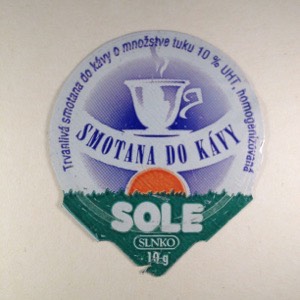 Trvanlivá smotana do kávy o množstve tuku 10 % UHT, homogenizovaná
SMOTANA DO KÁVY
SOLE
SLNKO
10 g